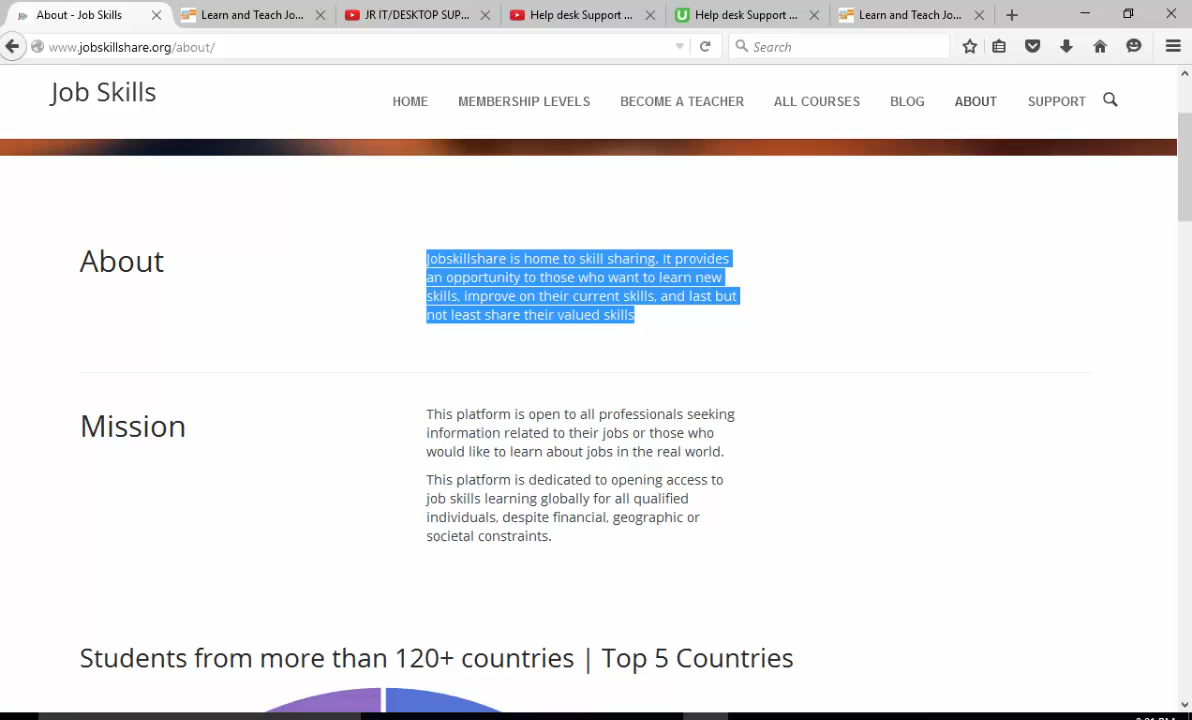 About - Job Skills
Learn and Teach Jo...
JR IT/DESKTOP SUP...
Help desk Support ...
Help desk Support ...
Learn and Teach Jo...
www.jobskillshare.org/about/
Search
Job Skills
HOME
MEMBERSHIP LEVELS
BECOME A TEACHER
ALL COURSES
BLOG
ABOUT
SUPPORT
About
Jobskillshare is home to skill sharing. It provides
an opportunity to those who want to learn new
skills, improve on their current skills, and last but
not least share their valued skills
Mission
This platform is open to all professionals seeking
information related to their jobs or those who
would like to learn about jobs in the real world.
This platform is dedicated to opening access to
job skills learning globally for all qualified
individuals, despite financial, geographic or
societal constraints.
Students from more than 120+ countries | Top 5 Countries